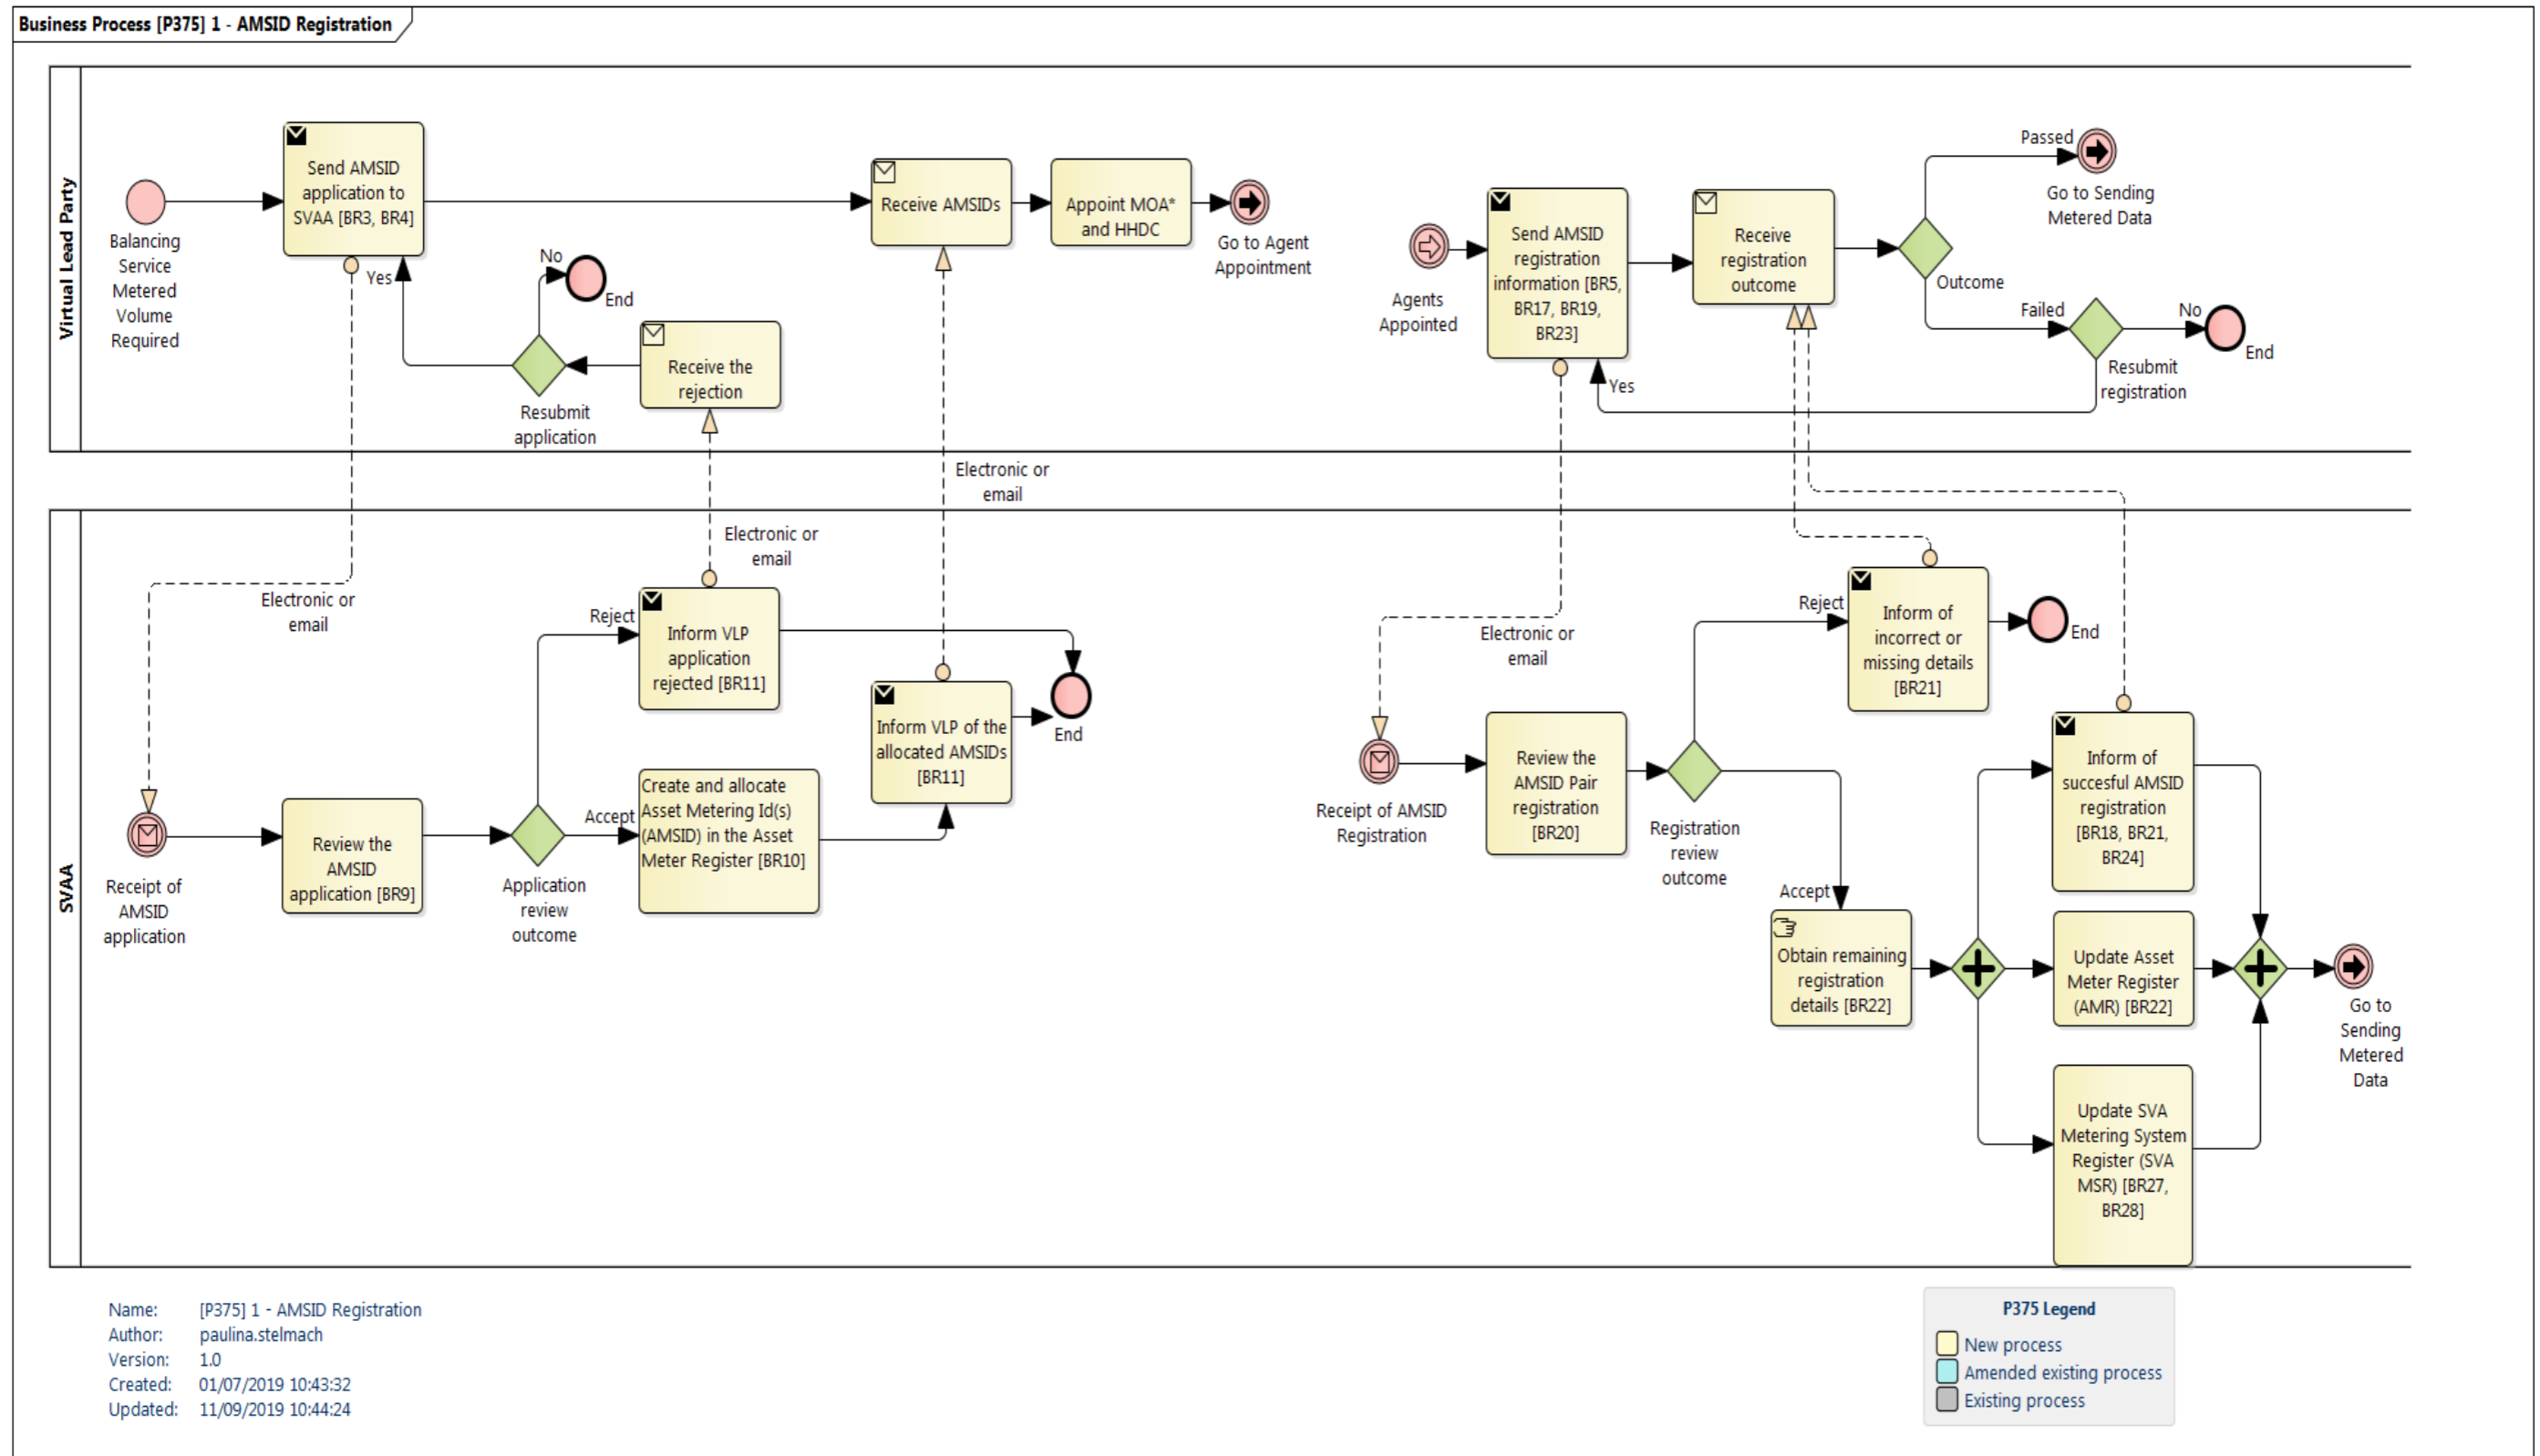 Business Process [P375] 1 - AMSID Registration
Virtual Lead Party
Balancing
Service
Metered
Volume
Required
Send AMSID
application to
SVAA [BR3, BR4]
Yes
No
End
Resubmit
application
Receive the
rejection
Receive AMSIDs
Appoint MOA*
and HHDC
Go to Agent
Appointment
Agents
Appointed
Send AMSID
registration
information [BR5,
BR17, BR19,
BR23]
Yes
Receive
registration
outcome
Outcome
Passed
Go to Sending
Metered Data
Failed
Resubmit
registration
No
End
Electronic or
email
SVAA
Electronic or
email
Electronic or
email
Receipt of
AMSID
application
Review the
AMSID
application [BR9]
Application
review
outcome
Reject
Inform VLP
application
rejected [BR11]
Accept
Create and allocate
Asset Metering Id(s)
(AMSID) in the Asset
Meter Register [BR10]
Inform VLP of the
allocated AMSIDs
[BR11]
End
Electronic or
email
Receipt of AMSID
Registration
Review the
AMSID Pair
registration
[BR20]
Registration
review
outcome
Reject
Inform of
incorrect or
missing details
[BR21]
End
Accept
Obtain remaining
registration
details [BR22]
Inform of
succesful AMSID
registration
[BR18, BR21,
BR24]
Update Asset
Meter Register
(AMR) [BR22]
Update SVA
Metering System
Register (SVA
MSR) [BR27,
BR28]
Go to
Sending
Metered
Data
Name: [P375] 1 - AMSID Registration
Author: paulina.stelmach
Version: 1.0
Created: 01/07/2019 10:43:32
Updated: 11/09/2019 10:44:24
P375 Legend
New process
Amended existing process
Existing process